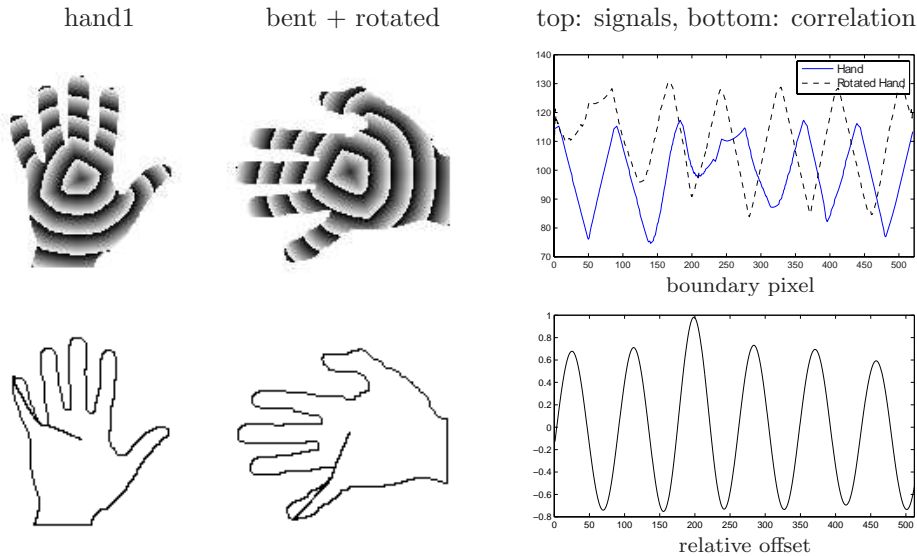 hand1
bent + rotated
top: signals, bottom: correlation
140
130
120
110
100
90
80
70
Hand
Rotated Hand
0 50 100 150 200 250 300 350 400 450 500
boundary pixel
1
0.8
0.6
0.4
0.2
0
−0.2
−0.4
−0.6
−0.8
0 50 100 150 200 250 300 350 400 450 500
relative offset